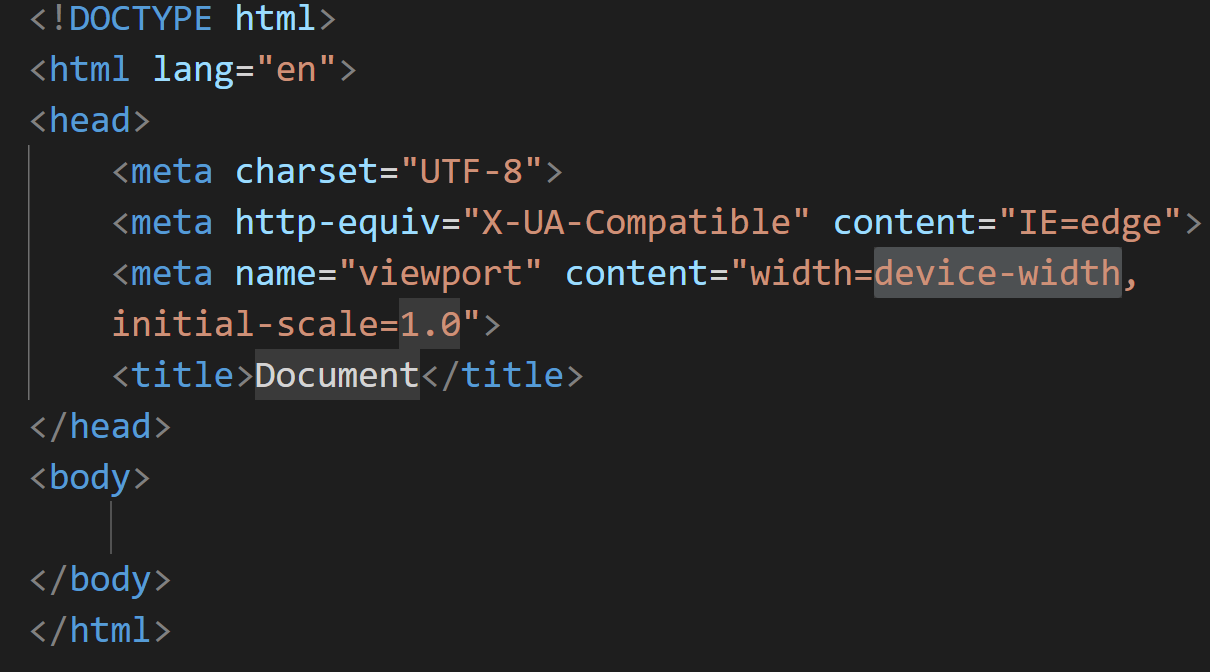 <!DOCTYPE html>
<html lang="en">
<head>
    <meta charset="UTF-8">
    <meta http-equiv="X-UA-Compatible" content="IE=edge">
    <meta name="viewport" content="width=device-width,
    initial-scale=1.0">
    <title>Document</title>
</head>
<body>
</body>
</html>